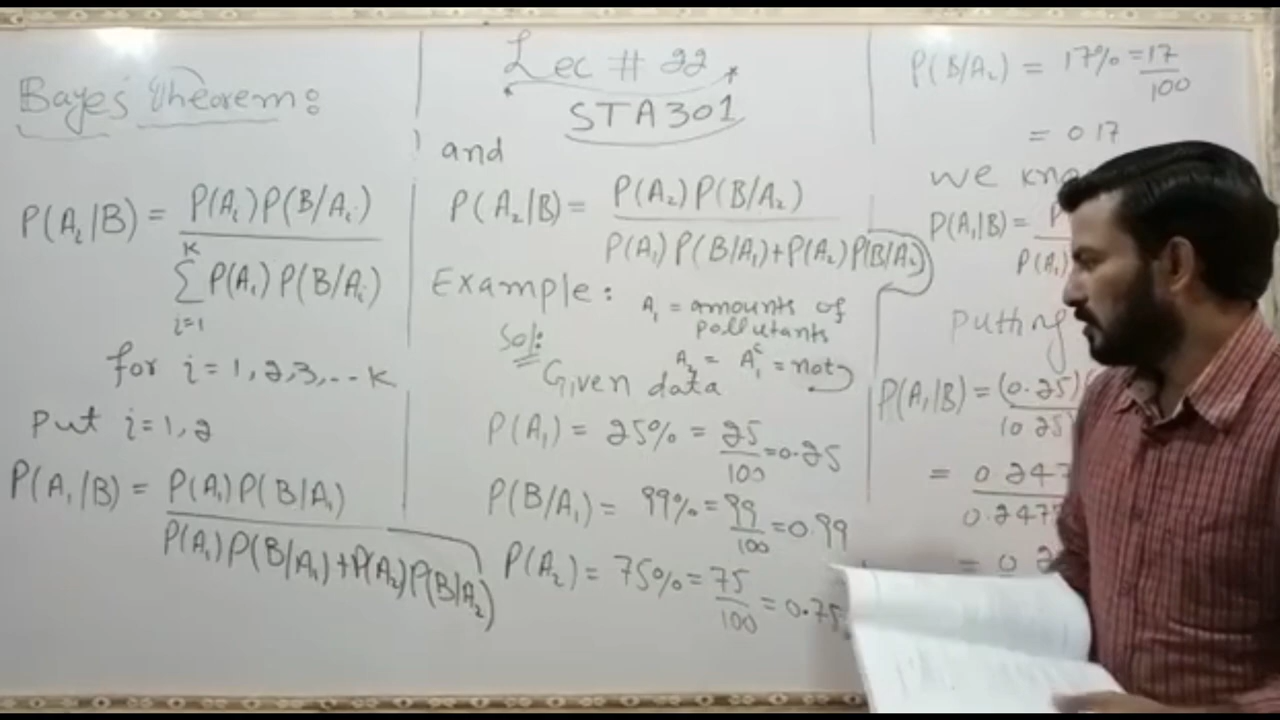 Bayes' Theorem:
P(Aᵢ|B) = P(Aᵢ)P(B/Aᵢ)
K
∑ P(Aᵢ) P(B/Aᵢ)
i=1
for i = 1,2,3,...K
Put i=1,2
P(A₁|B) = P(A₁)P(B/A₁)
P(A₁)P(B/A₁)+P(A₂)P(B/A₂)
Lec # 22
STA301
and
P(A₂|B) = P(A₂)P(B/A₂)
P(A₁)P(B/A₁)+P(A₂)P(B/A₂)
Example: A₁ = amounts of
pollutants
Sol: A₂ = A₁ᶜ = not
Given data
P(A₁) = 25% = 25/100 = 0.25
P(B/A₁) = 99% = 99/100 = 0.99
P(A₂) = 75% = 75/100 = 0.75
P(B/A₂) = 17% = 17/100
= 0.17
we
P(A₁|B) =
P(A₁)
Putting
P(A₁|B) = (0.25)
(0.25)
= 0.247
0.247